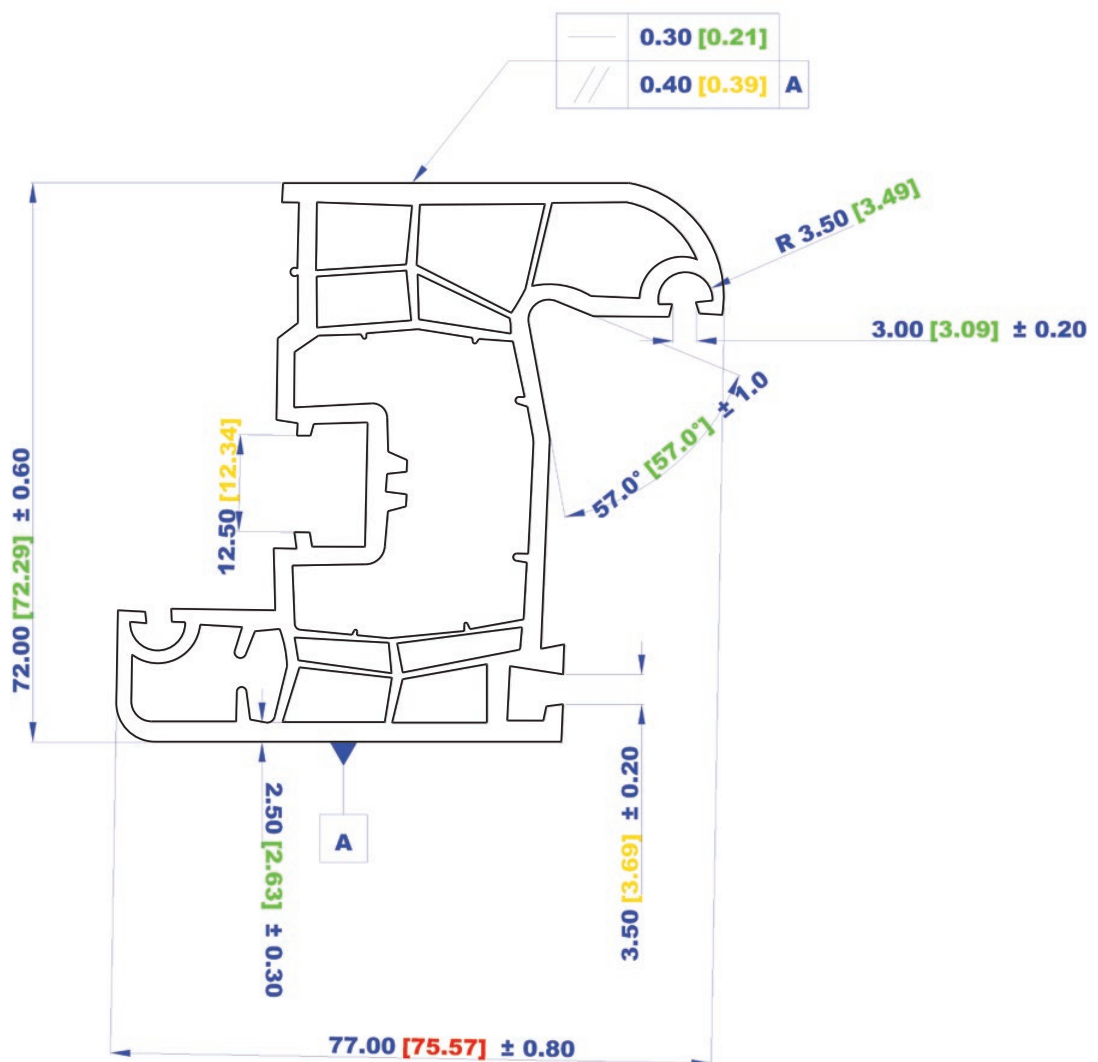 0.30 [0.21]
0.40 [0.39] A
R 3.50 [3.49]
3.00 [3.09] ± 0.20
57.0° [57.0°] ± 1.0
12.50 [12.34]
72.00 [72.29] ± 0.60
2.50 [2.63] ± 0.30
A
3.50 [3.69] ± 0.20
77.00 [75.57] ± 0.80